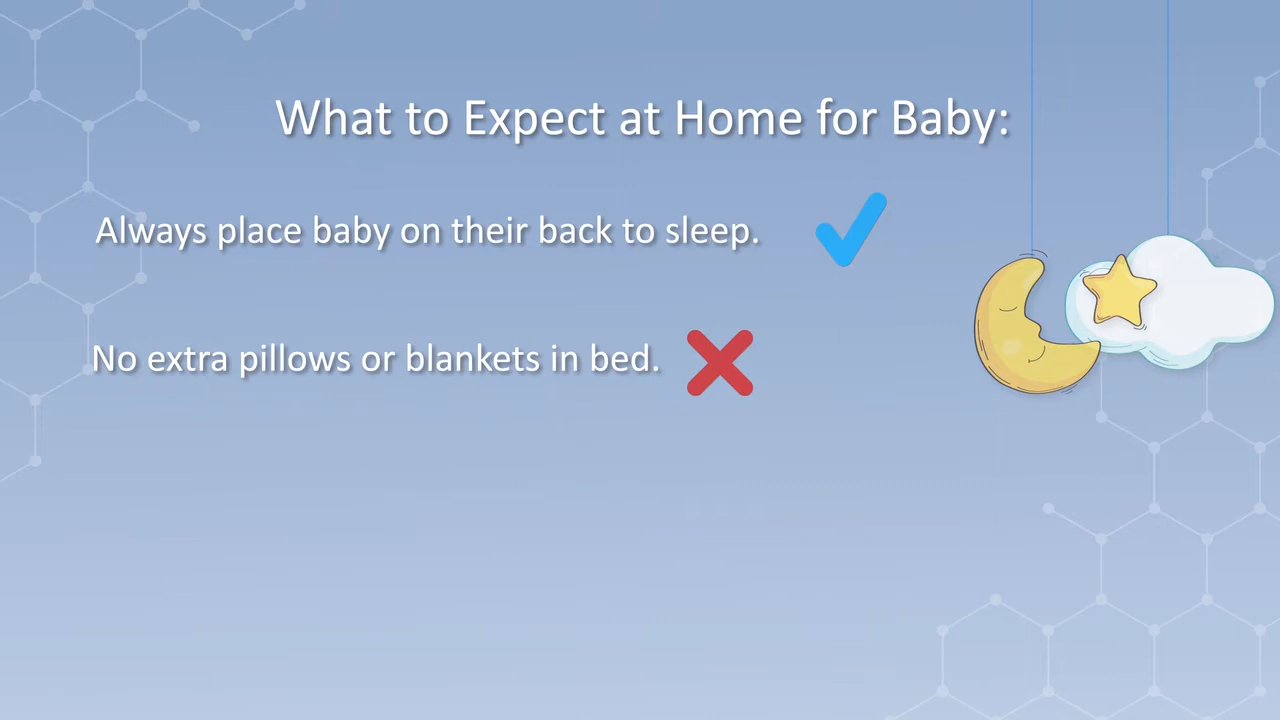 What to Expect at Home for Baby:
Always place baby on their back to sleep.
No extra pillows or blankets in bed.